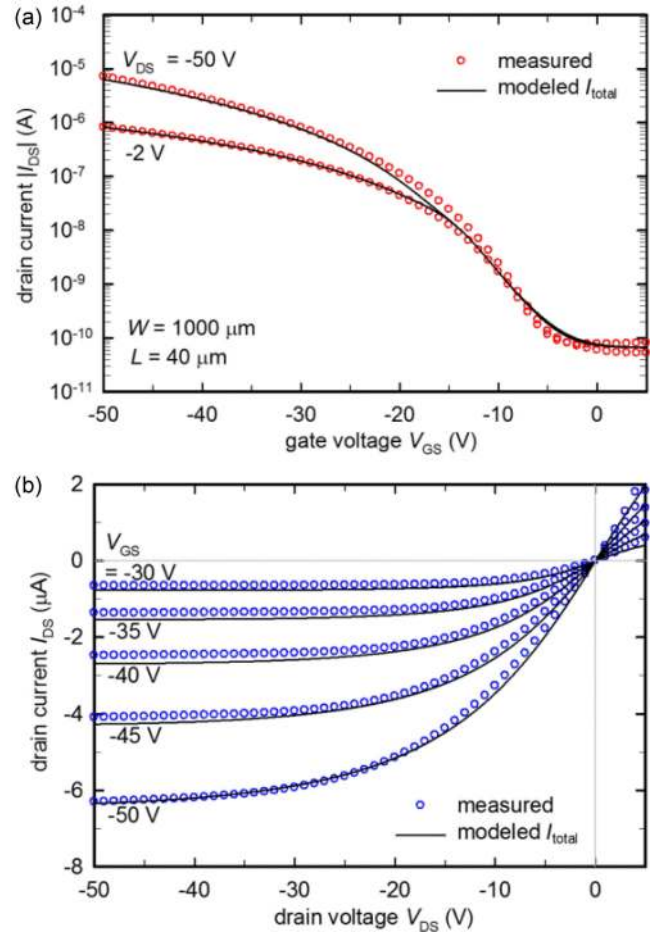 (a)
10⁻⁴
10⁻⁵
10⁻⁶
10⁻⁷
10⁻⁸
10⁻⁹
10⁻¹⁰
10⁻¹¹
drain current |I_DS| (A)
V_DS = -50 V
-2 V
measured
modeled I_total
W = 1000 μm
L = 40 μm
-50 -40 -30 -20 -10 0
gate voltage V_GS (V)
(b)
2
0
-2
-4
-6
-8
drain current I_DS (μA)
V_GS
= -30 V
-35 V
-40 V
-45 V
-50 V
measured
modeled I_total
-50 -40 -30 -20 -10 0
drain voltage V_DS (V)